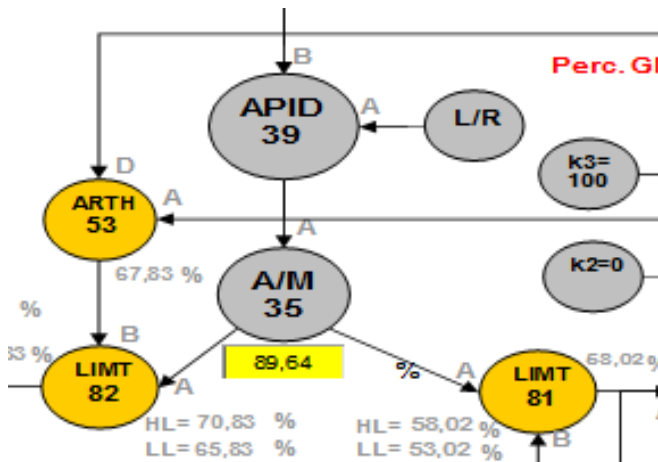 B
Perc. G
APID
39
A
L/R
k3=
100
D
ARTH
53
A
A
67,83 %
A/M
35
k2=0
%
B
89,64
63 %
LIMT
82
A
%
A
LIMT
81
68,02 %
HL= 70,83 %
LL= 65,83 %
HL= 58,02 %
LL= 53,02 %
B